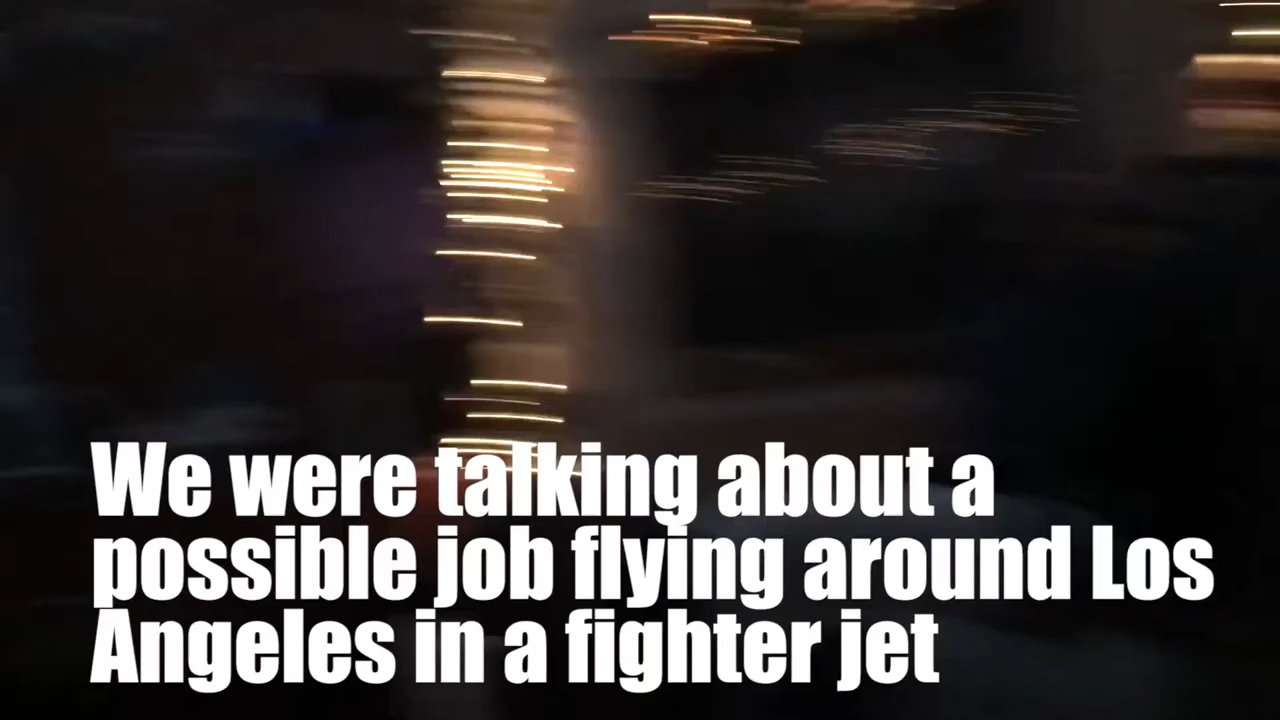 We were talking about a
possible job flying around Los
Angeles in a fighter jet